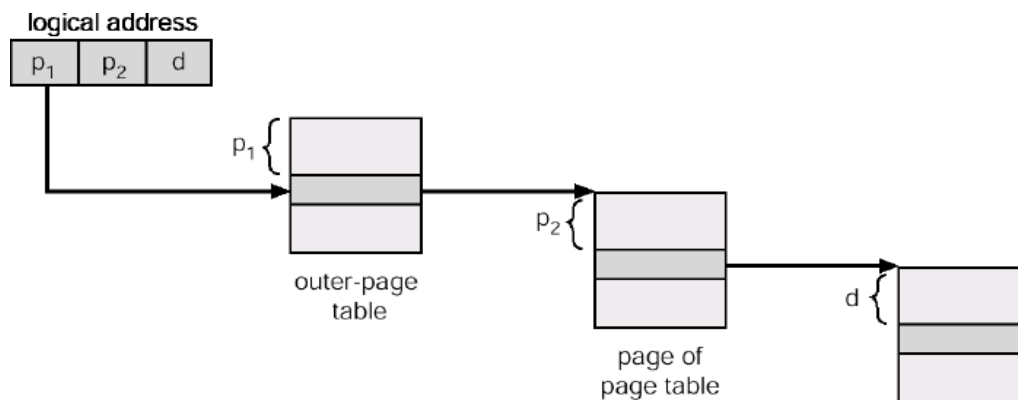 logical address
p₁ p₂ d
p₁
p₂
d
outer-page
table
page of
page table